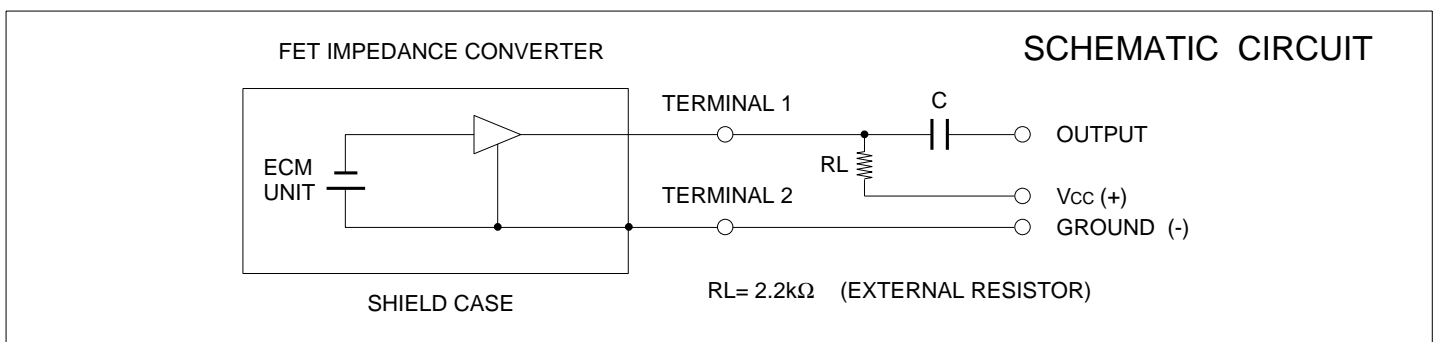 SCHEMATIC CIRCUIT
FET IMPEDANCE CONVERTER
TERMINAL 1
C
OUTPUT
ECM
UNIT
RL
TERMINAL 2
Vcc (+)
GROUND (-)
SHIELD CASE
RL= 2.2kΩ (EXTERNAL RESISTOR)